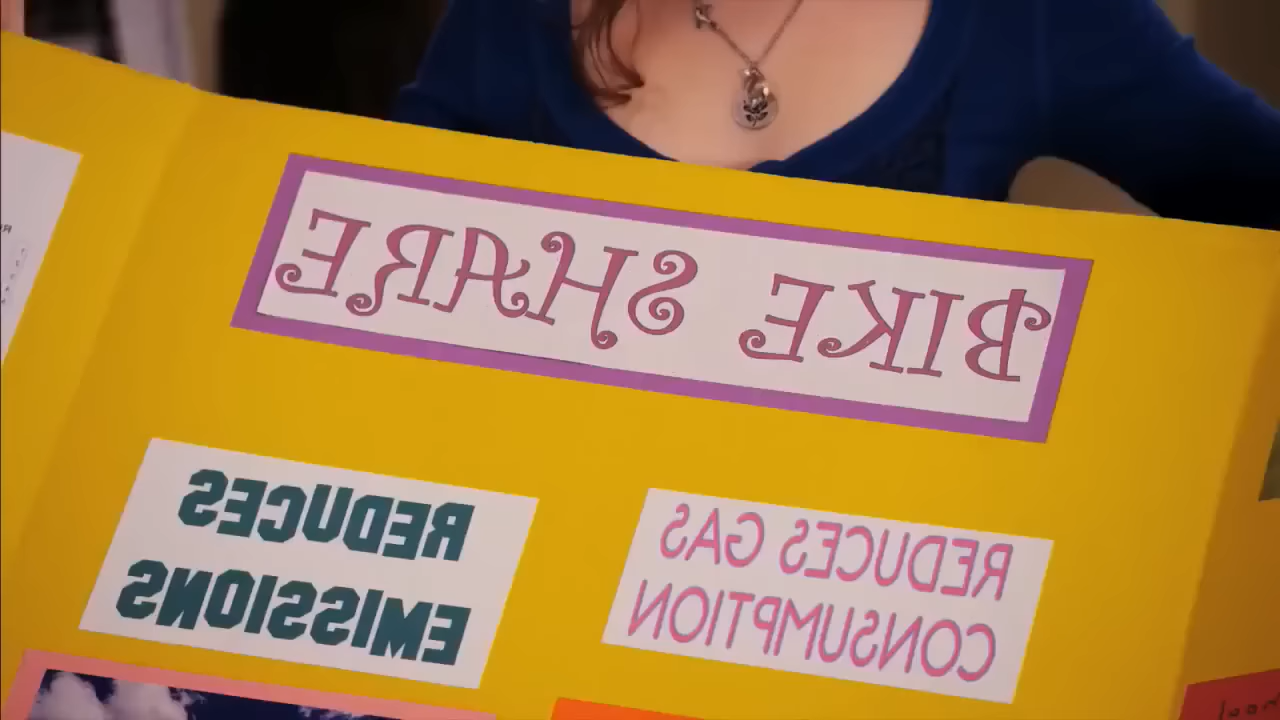 BIKE SHARE
REDUCES GAS
CONSUMPTION
REDUCES
EMISSIONS